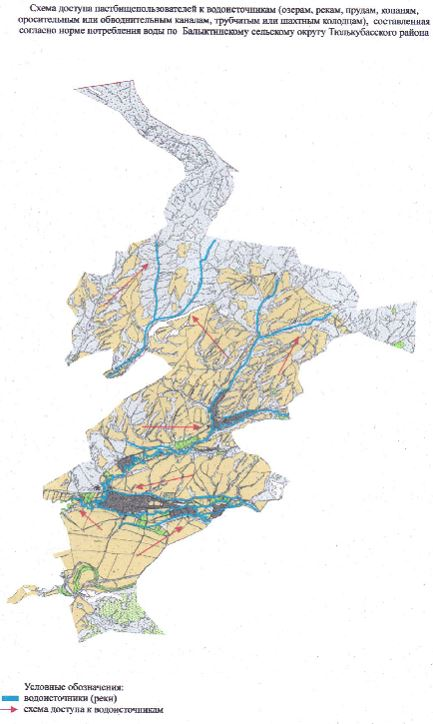 Схема доступа пастбищепользователей к водоисточникам (озерам, рекам, прудам, копаням,
оросительным или обводнительным каналам, трубчатым или шахтным колодцам), составленная
согласно норме потребления воды по Балыктинскому сельскому округу Тюлькубасского района
Условные обозначения:
водоисточники (реки)
схема доступа к водоисточникам